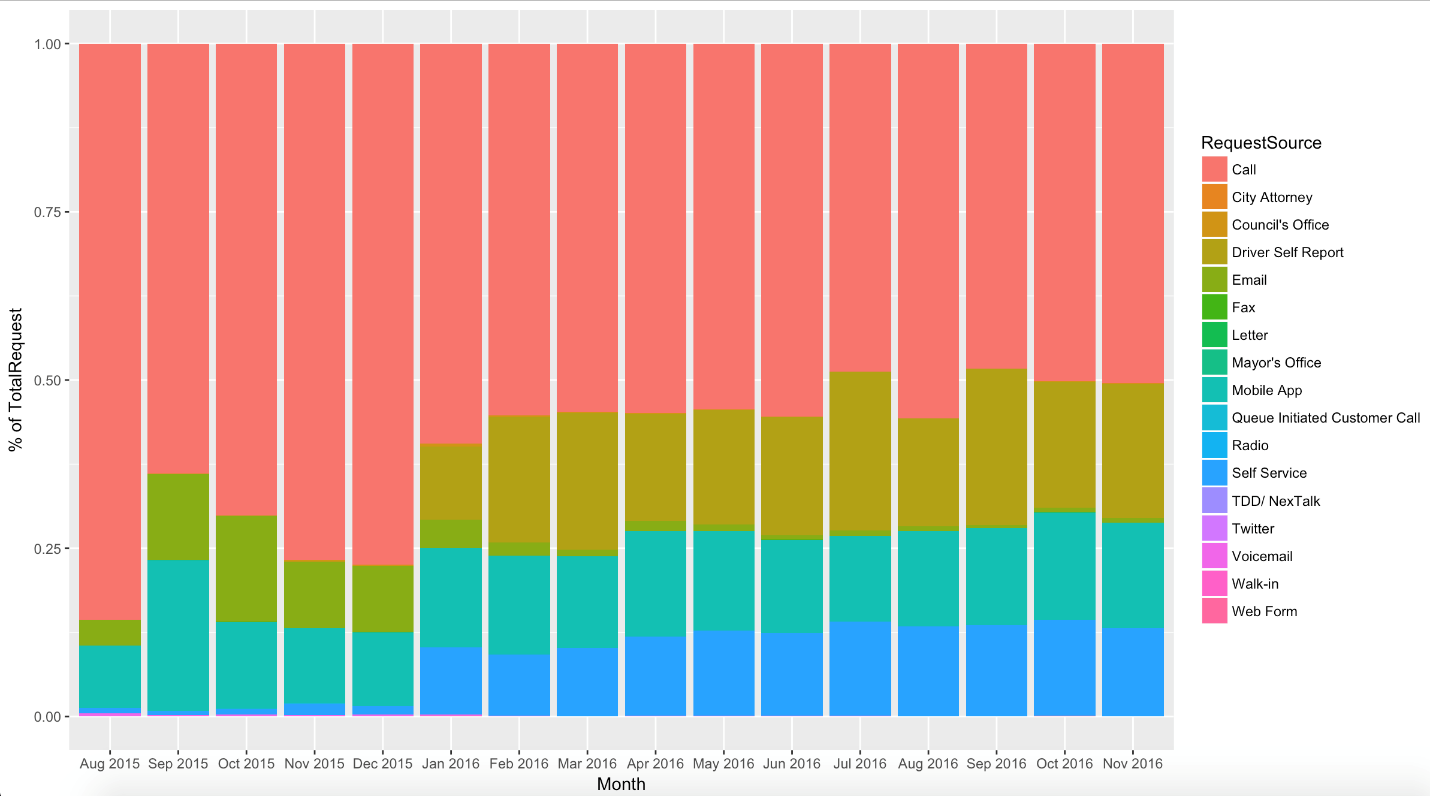 % of TotalRequest
1.00
0.75
0.50
0.25
0.00
Aug 2015 Sep 2015 Oct 2015 Nov 2015 Dec 2015 Jan 2016 Feb 2016 Mar 2016 Apr 2016 May 2016 Jun 2016 Jul 2016 Aug 2016 Sep 2016 Oct 2016 Nov 2016
Month
RequestSource
Call
City Attorney
Council's Office
Driver Self Report
Email
Fax
Letter
Mayor's Office
Mobile App
Queue Initiated Customer Call
Radio
Self Service
TDD/ NexTalk
Twitter
Voicemail
Walk-in
Web Form